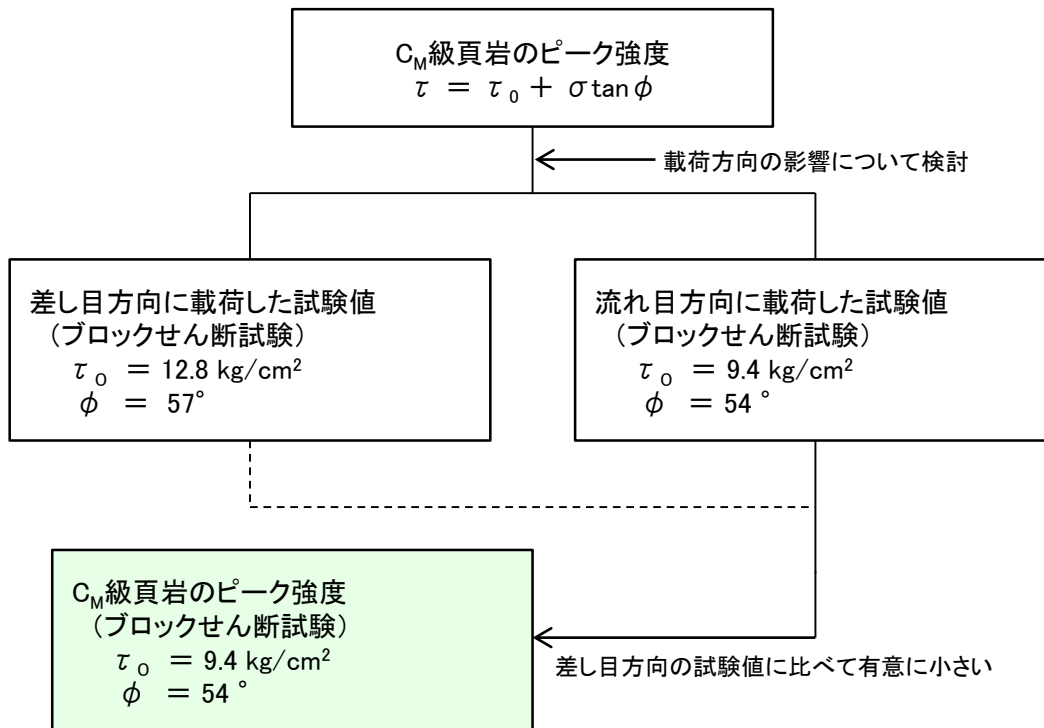 CM級頁岩のピーク強度
τ = τ0 + σtanφ
載荷方向の影響について検討
差し目方向に載荷した試験値
（ブロックせん断試験）
τ0 = 12.8 kg/cm²
φ = 57°
流れ目方向に載荷した試験値
（ブロックせん断試験）
τ0 = 9.4 kg/cm²
φ = 54°
CM級頁岩のピーク強度
（ブロックせん断試験）
τ0 = 9.4 kg/cm²
φ = 54°
差し目方向の試験値に比べて有意に小さい